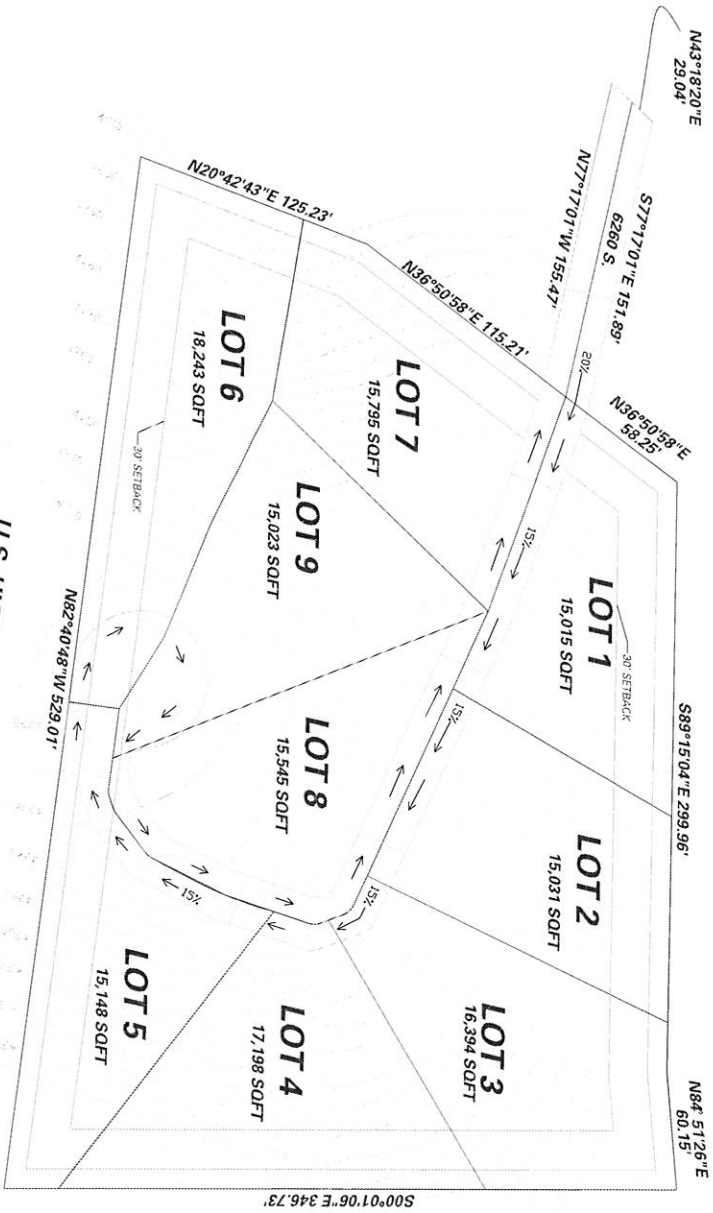 N43°18'20"E
29.04'
S77°17'01"E 151.89'
6260 S.
N77°17'01"W 155.47'
20%
N36°50'58"E
58.25'
N20°42'43"E 125.23'
N36°50'58"E 115.21'
S89°15'04"E 299.96'
N84°51'26"E
60.15'
LOT 1
15,015 SQFT
30' SETBACK
15%
LOT 2
15,031 SQFT
15%
LOT 3
16,394 SQFT
15%
LOT 7
15,795 SQFT
LOT 6
18,243 SQFT
30' SETBACK
LOT 9
15,023 SQFT
LOT 8
15,545 SQFT
15%
LOT 4
17,198 SQFT
LOT 5
15,148 SQFT
N82°40'48"W 529.01'
S00°01'06"E 346.73'